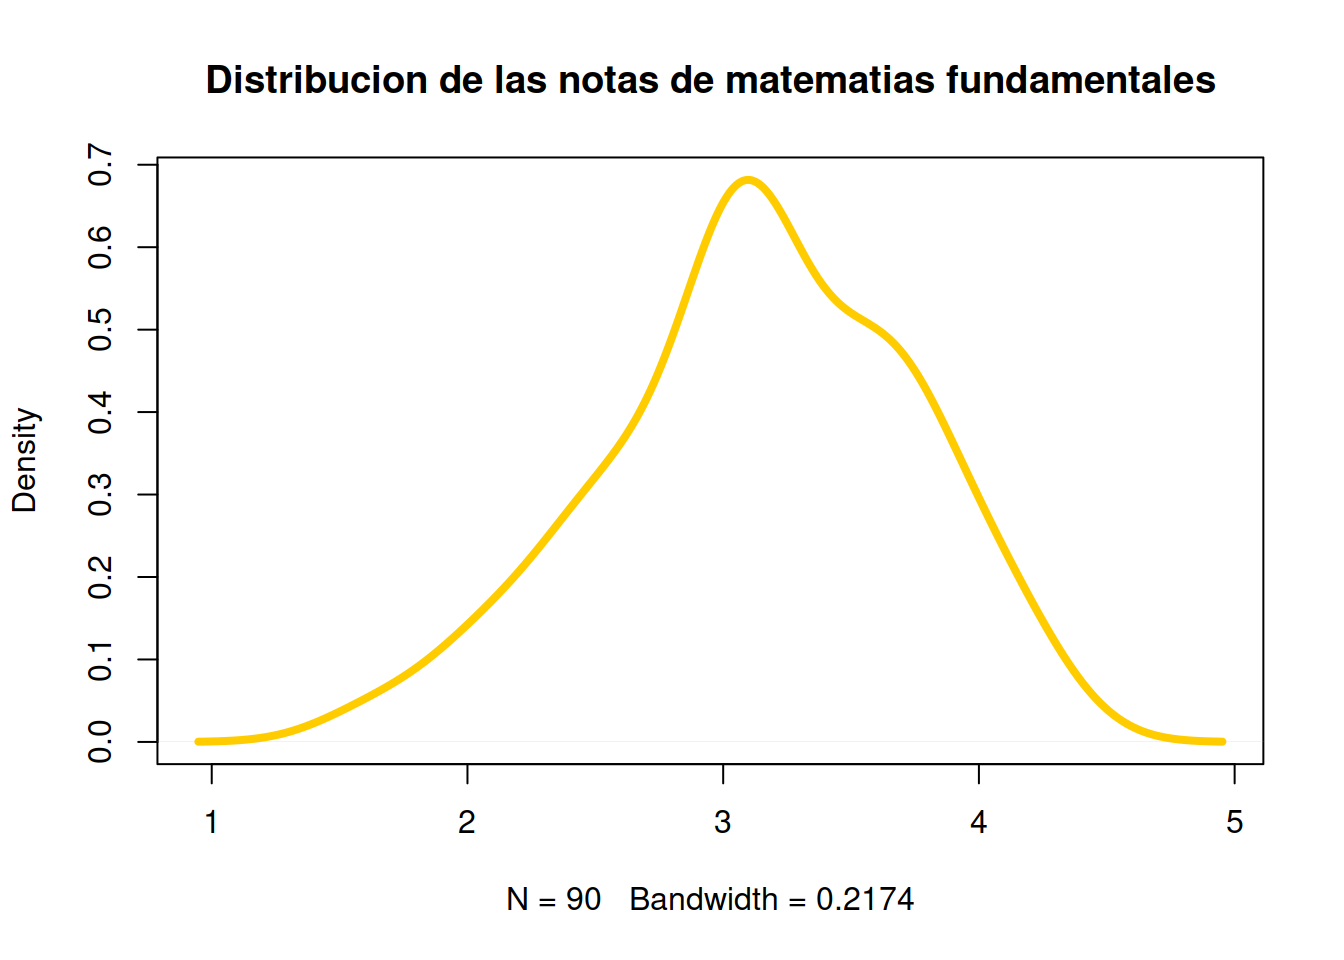 Distribucion de las notas de matematias fundamentales
0.7
0.6
0.5
0.4
0.3
0.2
0.1
0.0
Density
1 2 3 4 5
N = 90   Bandwidth = 0.2174